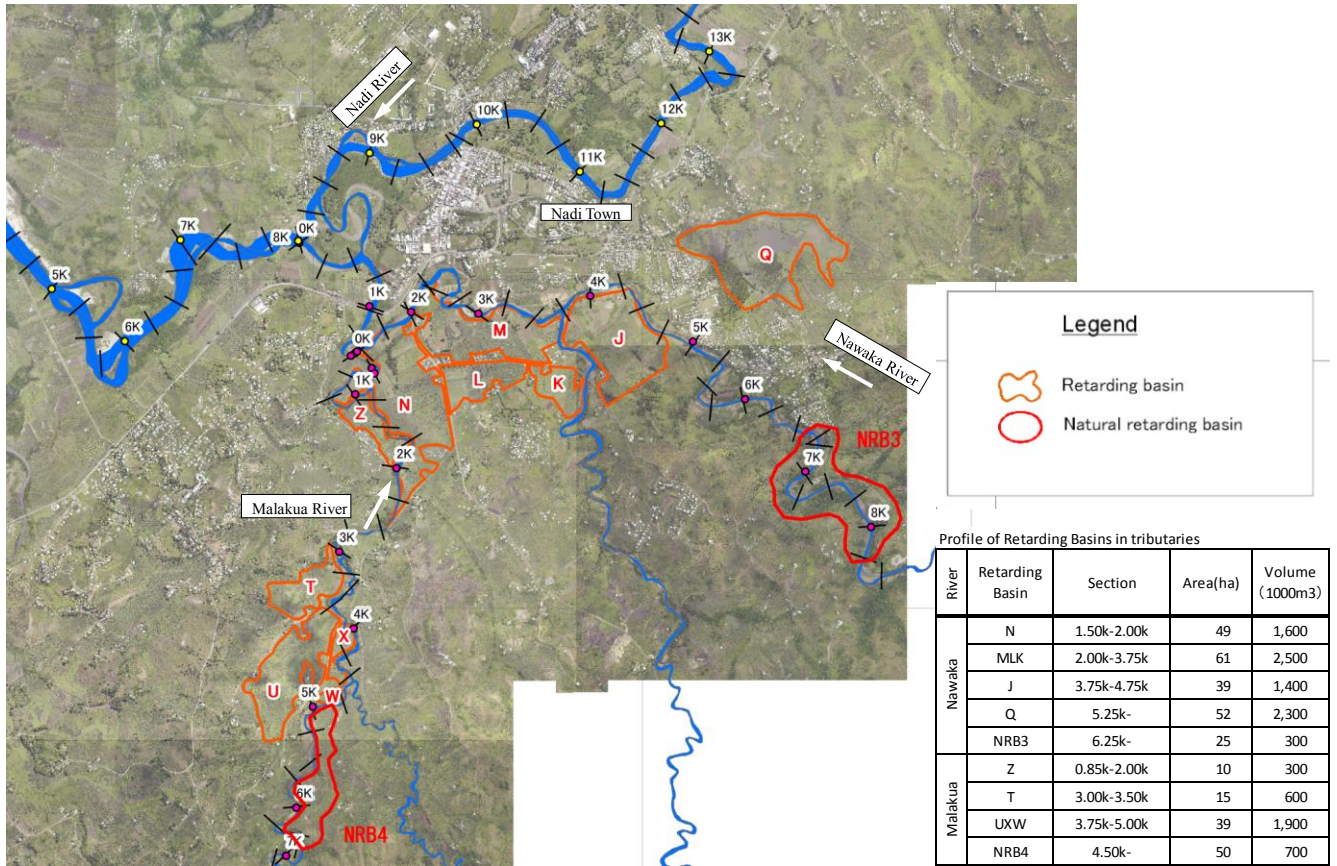 13K
Nadi River
10K
12K
9K
11K
Nadi Town
7K
8K
0K
Q
5K
1K
2K
3K
4K
6K
M
J
5K
Nawaka River
0K
L
K
6K
1K
Z
N
NRB3
7K
2K
Malakua River
8K
3K
T
4K
X
U
5K
W
6K
NRB4
7K
Legend
Retarding basin
Natural retarding basin
Profile of Retarding Basins in tributaries
River Retarding Basin Section Area(ha) Volume (1000m3)
Nawaka
N 1.50k-2.00k 49 1,600
MLK 2.00k-3.75k 61 2,500
J 3.75k-4.75k 39 1,400
Q 5.25k- 52 2,300
NRB3 6.25k- 25 300
Malakua
Z 0.85k-2.00k 10 300
T 3.00k-3.50k 15 600
UXW 3.75k-5.00k 39 1,900
NRB4 4.50k- 50 700